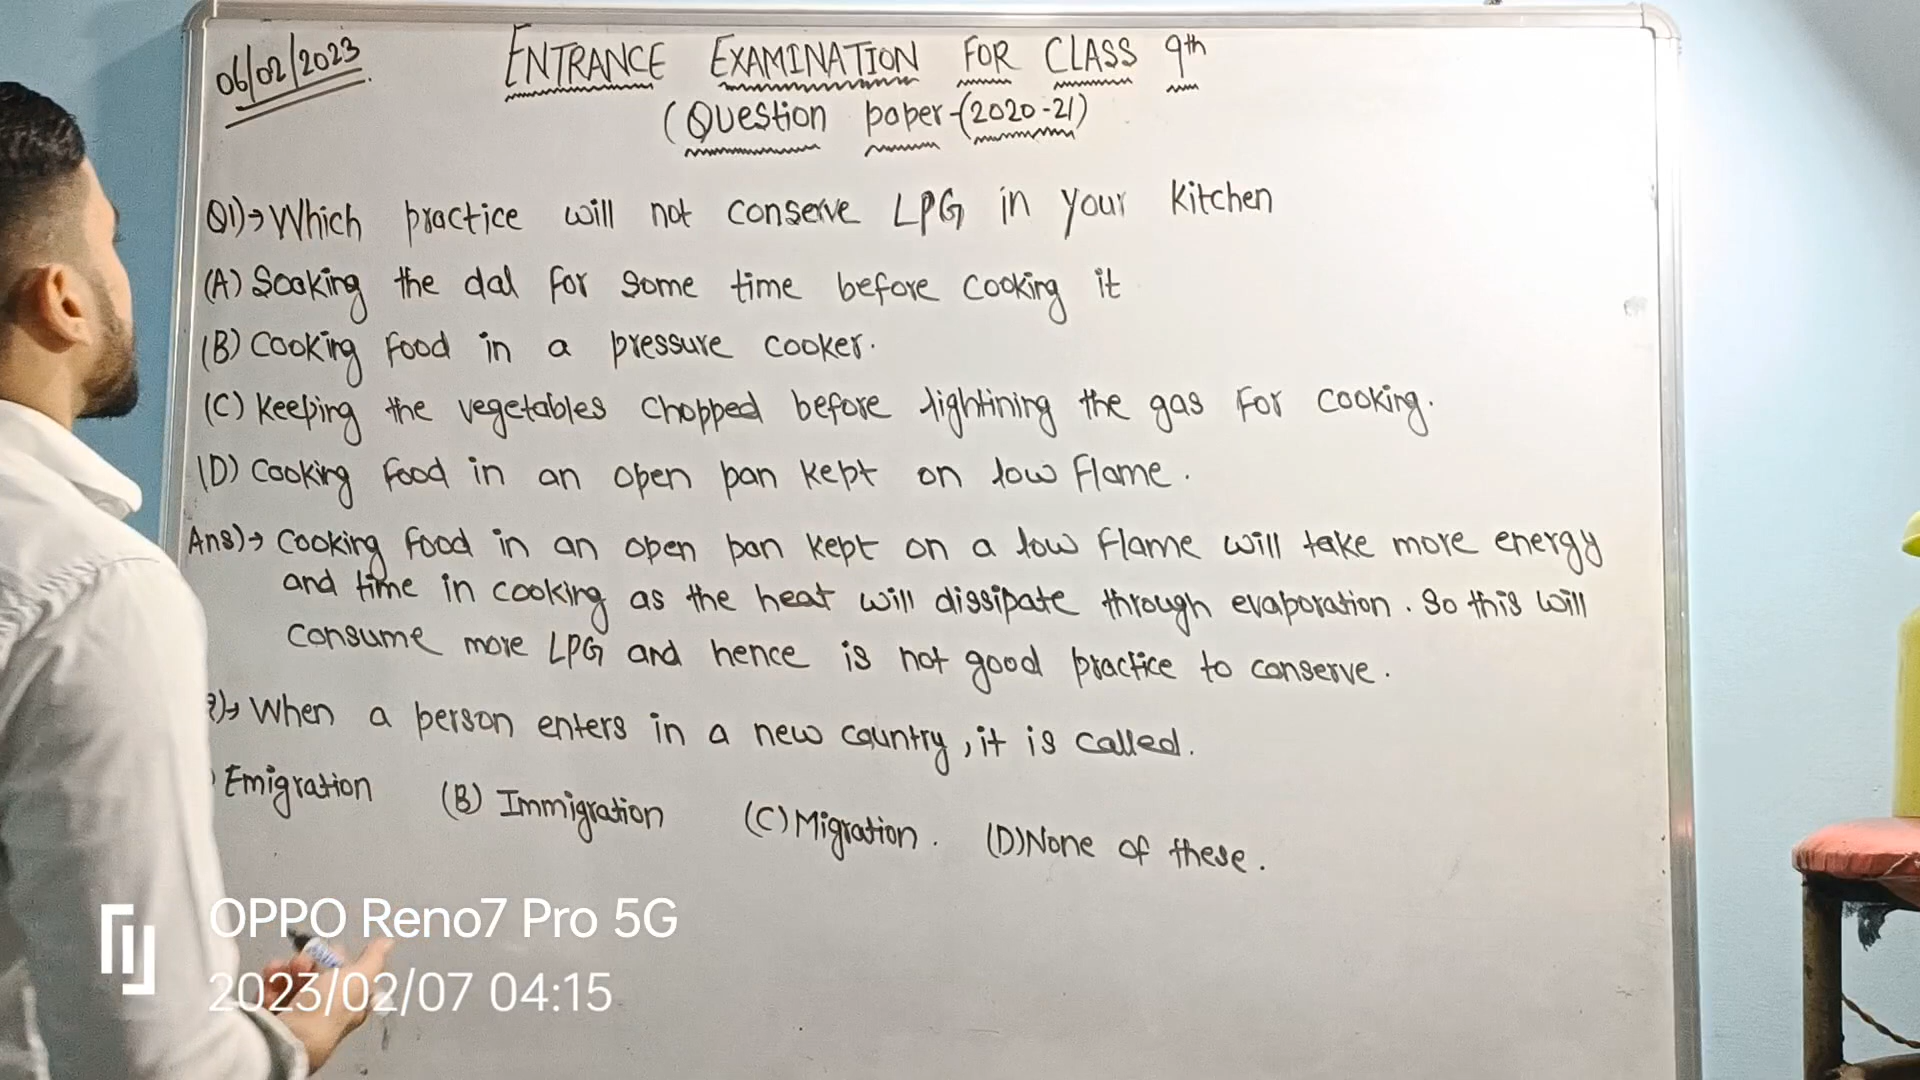 06/02/2023
ENTRANCE EXAMINATION FOR CLASS 9th
(Question paper-(2020-21)
Q1)→ Which practice will not conserve LPG in your kitchen
(A) Soaking the dal for some time before cooking it
(B) Cooking food in a pressure cooker.
(C) Keeping the vegetables chopped before lightining the gas for cooking.
(D) Cooking food in an open pan kept on low flame.
Ans)→ Cooking food in an open pan kept on a low flame will take more energy
and time in cooking as the heat will dissipate through evaporation. So this will
consume more LPG and hence is not good practice to conserve.
2)→ When a person enters in a new country, it is called.
) Emigration (B) Immigration (C) Migration. (D) None of these.
OPPO Reno7 Pro 5G
2023/02/07 04:15